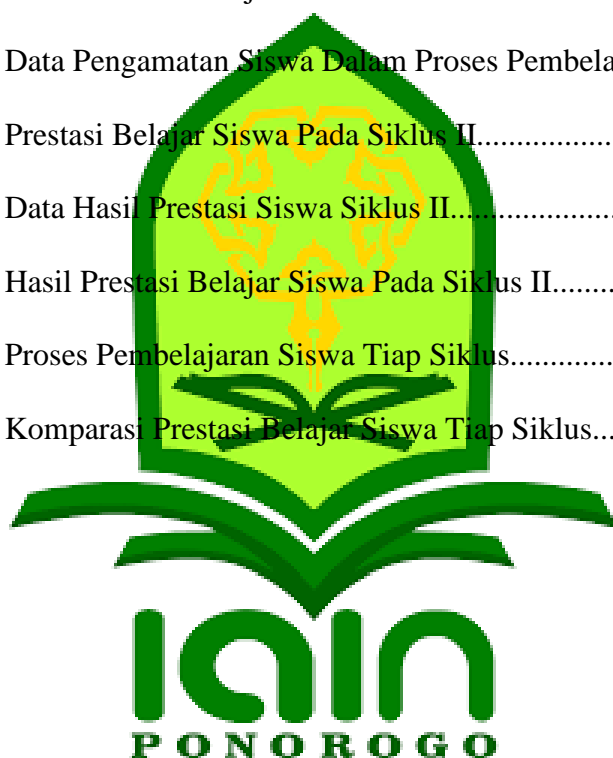 Data Pengamatan Siswa Dalam Proses
Prestasi Belajar Siswa Pada Siklus II.................
Data Hasil Prestasi Siswa Siklus II....................
Hasil Prestasi Belajar Siswa Pada Siklus II........
Proses Pembelajaran Siswa Tiap Siklus.............
Komparasi Prestasi Belajar Siswa Tiap Siklus...
IAIN
PONOROGO